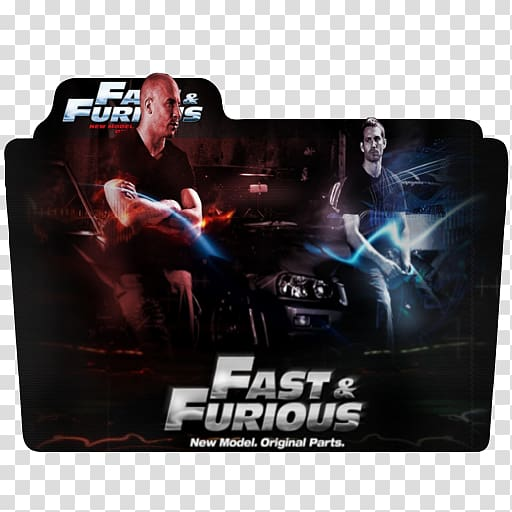 FAST &
FURIOUS
NEW MODEL.
FAST &
FURIOUS
New Model. Original Parts.